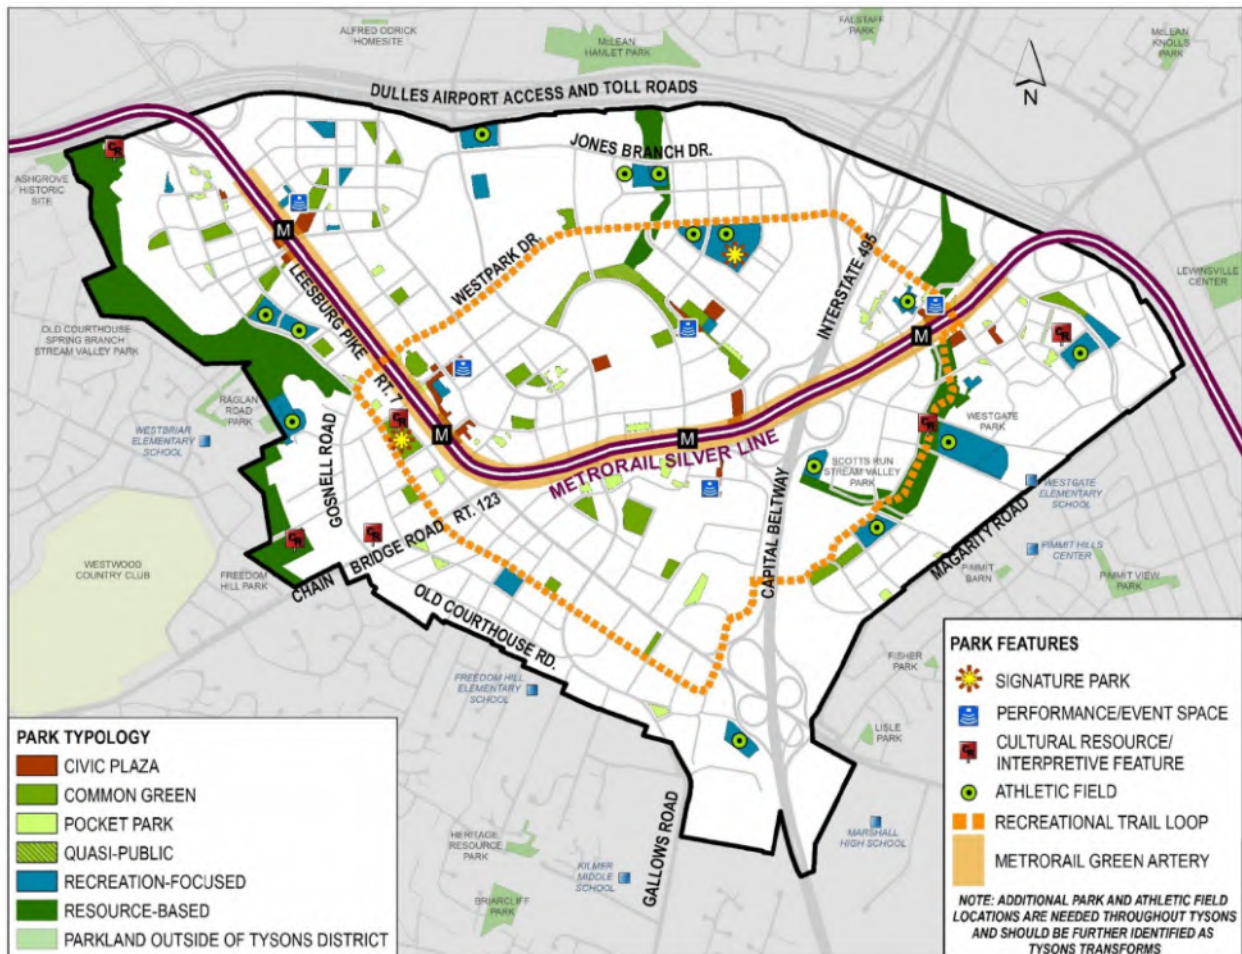 ALFRED ODRICK
HOMESITE
McLEAN
HAMLET PARK
FALSTAFF
PARK
McLEAN
KNOLLS
PARK
N
DULLES AIRPORT ACCESS AND TOLL ROADS
JONES BRANCH DR.
CR
ASHGROVE
HISTORIC
SITE
M
WESTPARK DR.
LEESBURG PIKE
RT. 7
INTERSTATE 495
LEWINSVILLE
CENTER
OLD COURTHOUSE
SPRING BRANCH
STREAM VALLEY PARK
M
CR
RAGLAN
ROAD
PARK
WESTBRIAR
ELEMENTARY
SCHOOL
GOSNELL ROAD
CR
M
M
METRORAIL SILVER LINE
CR
WESTGATE
PARK
SCOTTS RUN
STREAM VALLEY
PARK
WESTGATE
ELEMENTARY
SCHOOL
CAPITAL BELTWAY
MAGARITY ROAD
PIMMIT HILLS
CENTER
PIMMIT
BARN
PIMMIT VIEW
PARK
WESTWOOD
COUNTRY CLUB
CR
CR
FREEDOM
HILL PARK
CHAIN BRIDGE ROAD RT. 123
OLD COURTHOUSE RD.
FREEDOM HILL
ELEMENTARY
SCHOOL
FISHER
PARK
LISLE
PARK
MARSHALL
HIGH SCHOOL
GALLOWS ROAD
HERITAGE
RESOURCE
PARK
KILMER
MIDDLE
SCHOOL
BRIARCLIFF
PARK
PARK TYPOLOGY
CIVIC PLAZA
COMMON GREEN
POCKET PARK
QUASI-PUBLIC
RECREATION-FOCUSED
RESOURCE-BASED
PARKLAND OUTSIDE OF TYSONS DISTRICT
PARK FEATURES
SIGNATURE PARK
PERFORMANCE/EVENT SPACE
CR
CULTURAL RESOURCE/
INTERPRETIVE FEATURE
ATHLETIC FIELD
RECREATIONAL TRAIL LOOP
METRORAIL GREEN ARTERY
NOTE: ADDITIONAL PARK AND ATHLETIC FIELD
LOCATIONS ARE NEEDED THROUGHOUT TYSONS
AND SHOULD BE FURTHER IDENTIFIED AS
TYSONS TRANSFORMS